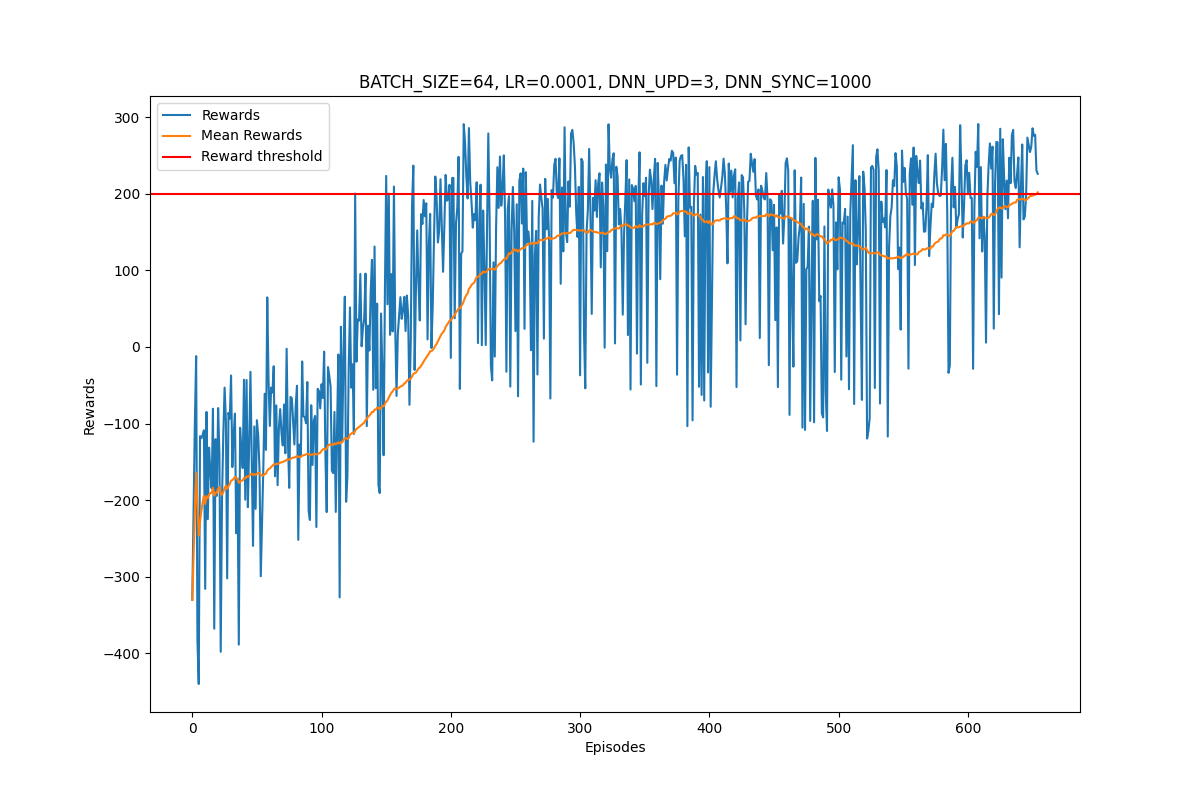 BATCH_SIZE=64, LR=0.0001, DNN_UPD=3, DNN_SYNC=1000
Rewards
Mean Rewards
Reward threshold
300
200
100
0
−100
−200
−300
−400
Rewards
0 100 200 300 400 500 600
Episodes